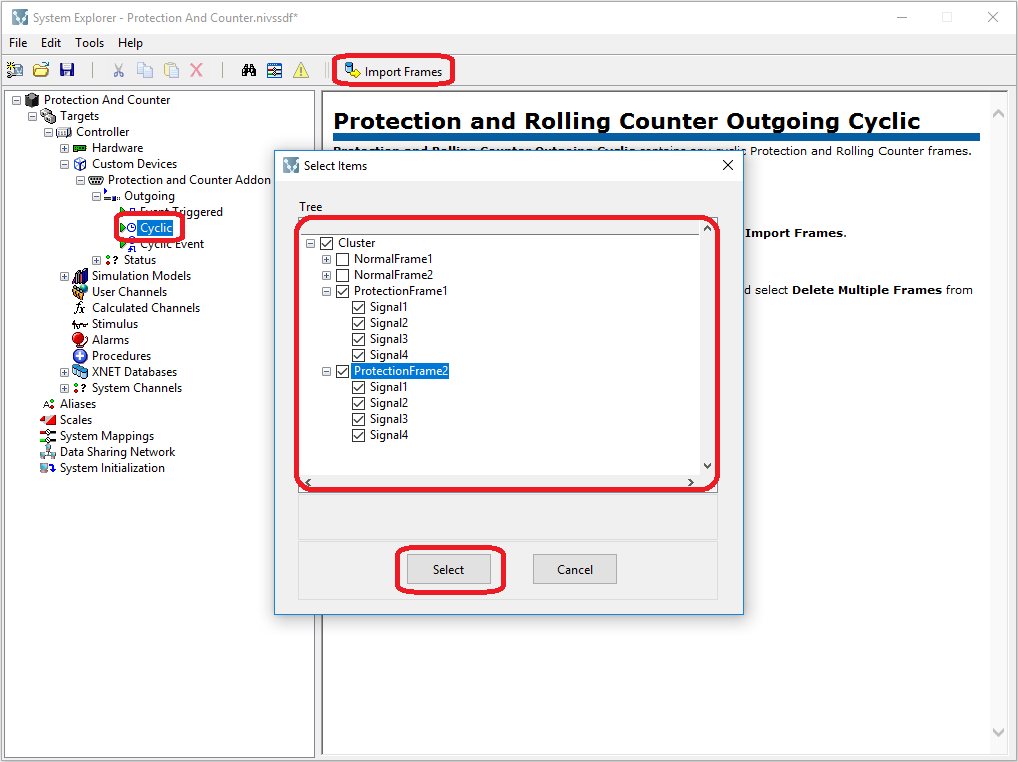 System Explorer - Protection And Counter.nivssdf*
File Edit Tools Help
Import Frames
Protection And Counter
Targets
Controller
Hardware
Custom Devices
Protection and Counter Addon
Outgoing
Event Triggered
Cyclic
Cyclic Event
Status
Simulation Models
User Channels
Calculated Channels
Stimulus
Alarms
Procedures
XNET Databases
System Channels
Aliases
Scales
System Mappings
Data Sharing Network
System Initialization
Protection and Rolling Counter Outgoing Cyclic
Protection and Rolling Counter Outgoing Cyclic contains any cyclic Protection and Rolling Counter frames.
Import Frames.
d select Delete Multiple Frames from
Select Items
Tree
Cluster
NormalFrame1
NormalFrame2
ProtectionFrame1
Signal1
Signal2
Signal3
Signal4
ProtectionFrame2
Signal1
Signal2
Signal3
Signal4
Select Cancel